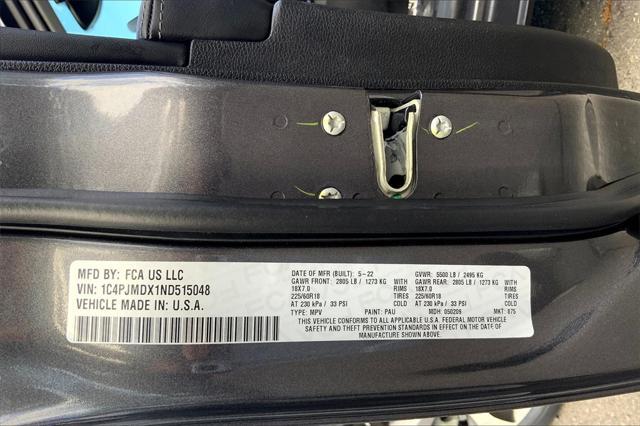 MFD BY: FCA US LLC
VIN: 1C4PJMDX1ND515048
VEHICLE MADE IN U.S.A.
DATE OF MFR (BUILT): 5-22 GVWR: 5500 LB / 2495 KG
GAWR FRONT: 2805 LB / 1273 KG GAWR REAR: 2805 LB / 1273 KG
18X7.0 RIMS 18X7.0 RIMS
225/60R18 TIRES 225/60R18 TIRES
AT 230 kPa / 33 PSI COLD AT 230 kPa / 33 PSI COLD
TYPE: MPV PAINT: PAU MDH: 050209 MKT: 875
THIS VEHICLE CONFORMS TO ALL APPLICABLE U.S.A. FEDERAL MOTOR VEHICLE
SAFETY AND THEFT PREVENTION STANDARDS IN EFFECT ON THE DATE OF
MANUFACTURE SHOWN ABOVE.